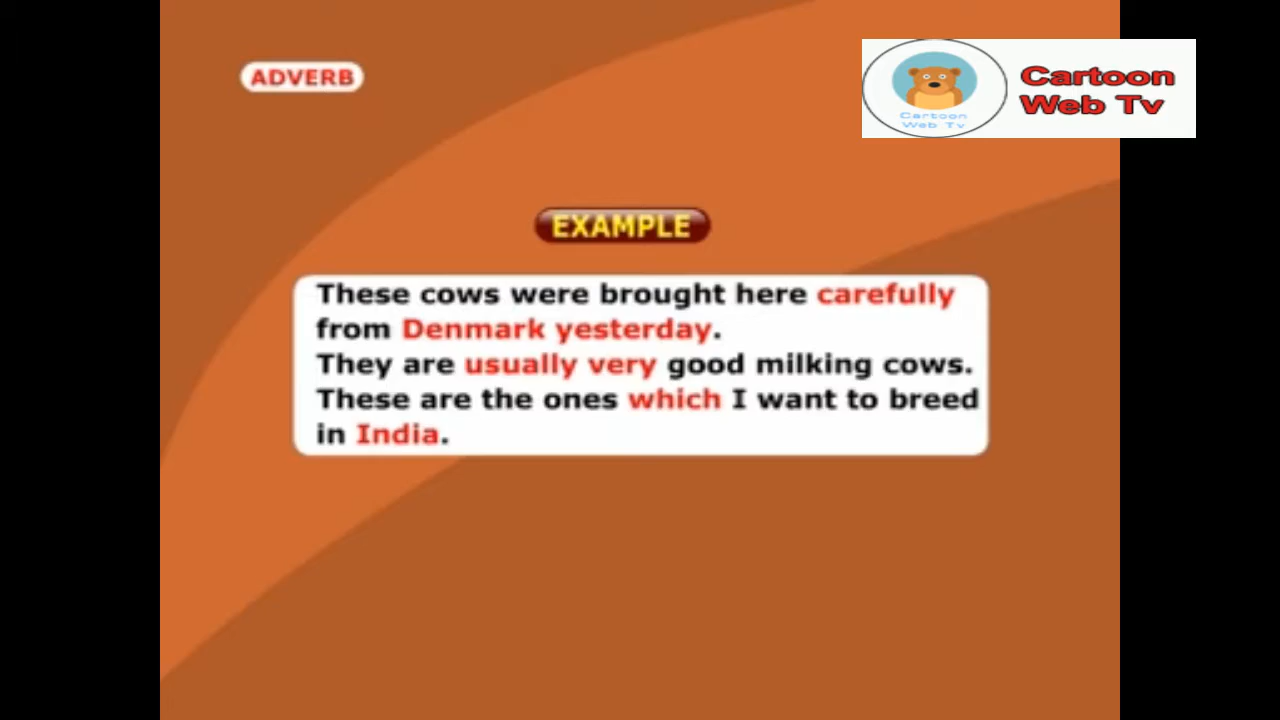 ADVERB
Cartoon
Web Tv
Cartoon
Web Tv
EXAMPLE
These cows were brought here carefully
from Denmark yesterday.
They are usually very good milking cows.
These are the ones which I want to breed
in India.